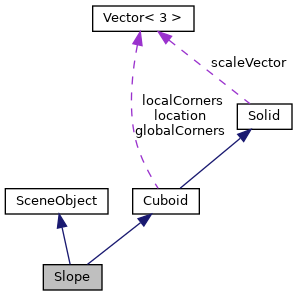 Vector< 3 >
scaleVector
localCorners
location
globalCorners
Solid
SceneObject
Cuboid
Slope